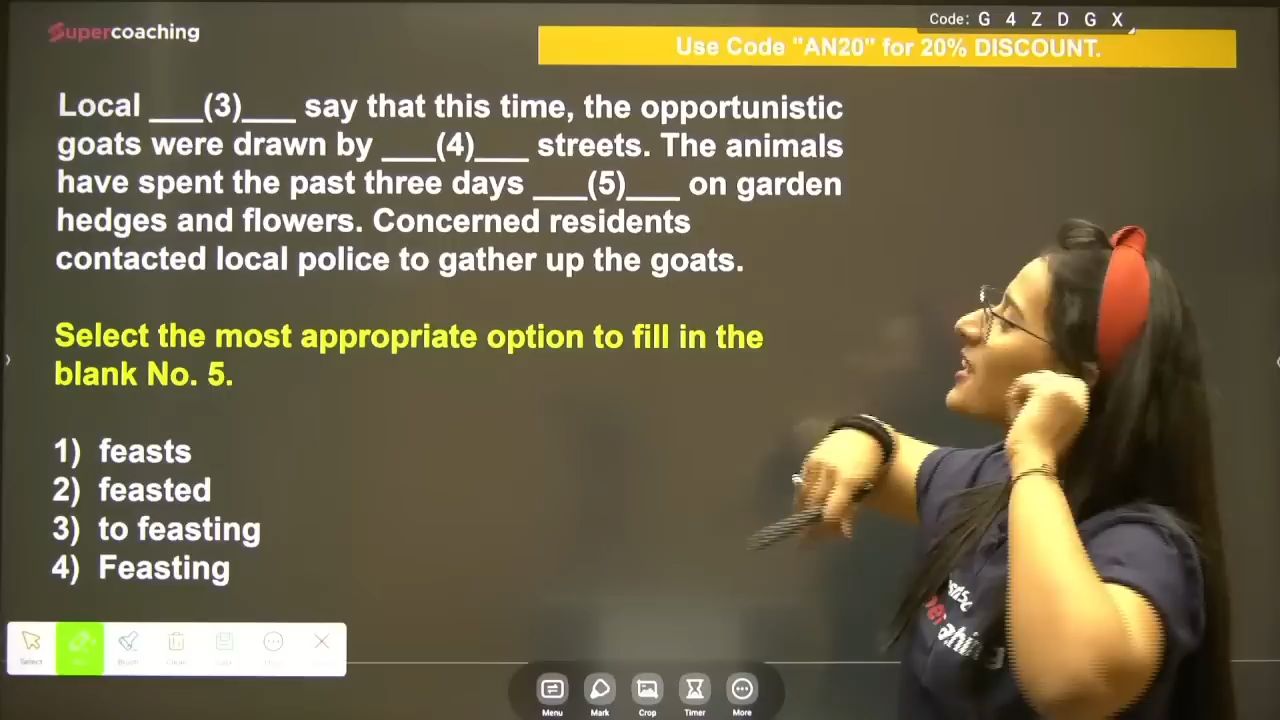 Supercoaching
Code: G 4 Z D G X
Use Code "AN20" for 20% DISCOUNT.
Local ___(3)___ say that this time, the opportunistic
goats were drawn by ___(4)___ streets. The animals
have spent the past three days ___(5)___ on garden
hedges and flowers. Concerned residents
contacted local police to gather up the goats.
Select the most appropriate option to fill in the
blank No. 5.
1) feasts
2) feasted
3) to feasting
4) Feasting
Select
Menu Mark Crop Timer More